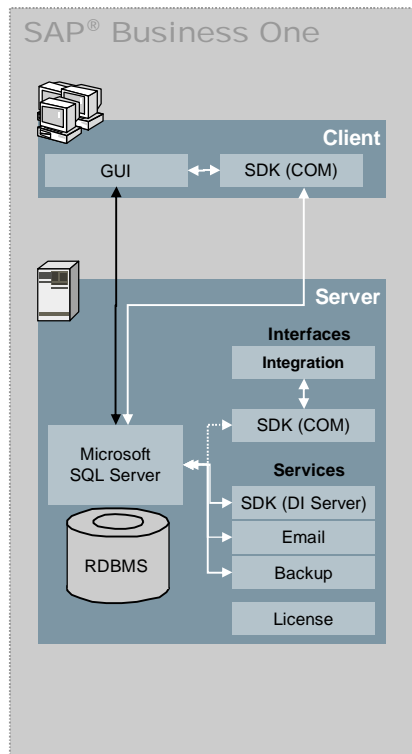 SAP® Business One
Client
GUI
SDK (COM)
Server
Interfaces
Integration
SDK (COM)
Microsoft
SQL Server
Services
SDK (DI Server)
Email
RDBMS
Backup
License